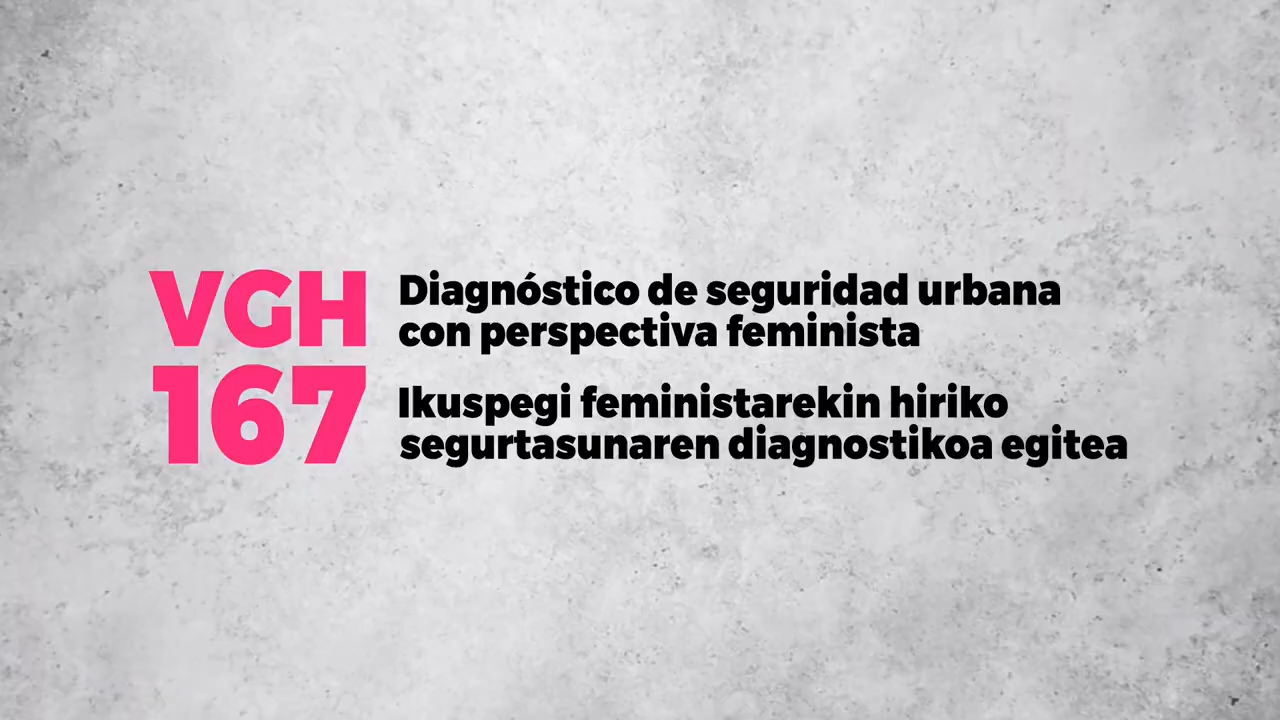 VGH
167
Diagnóstico de seguridad urbana
con perspectiva feminista
Ikuspegi feministarekin hiriko
segurtasunaren diagnostikoa egitea